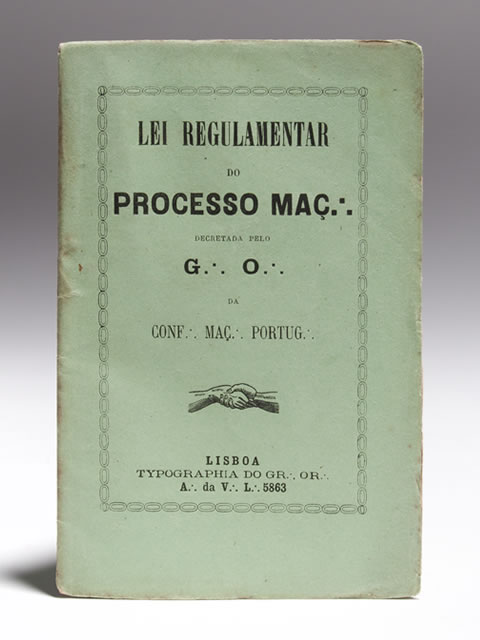 LEI REGULAMENTAR
DO
PROCESSO MAÇ∴
DECRETADA PELO
G∴ O∴
DA
CONF∴ MAÇ∴ PORTUG∴
LISBOA
TYPOGRAPHIA DO GR∴ OR∴
A∴ da V∴ L∴ 5863